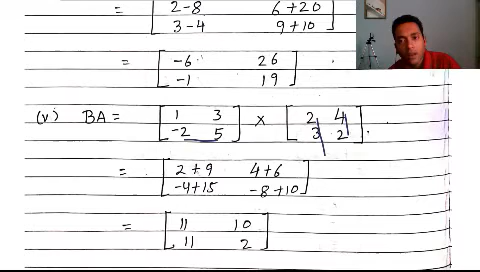 = [ 2-8 6+20
3-4 9+10 ]
= [ -6 26
-1 19 ]
(v) BA = [ 1 3 ] × [ 2 4 ] .
[ -2 5 ] [ 3 2 ]
= [ 2+9 4+6
-4+15 -8+10 ]
= [ 11 10
11 2 ]